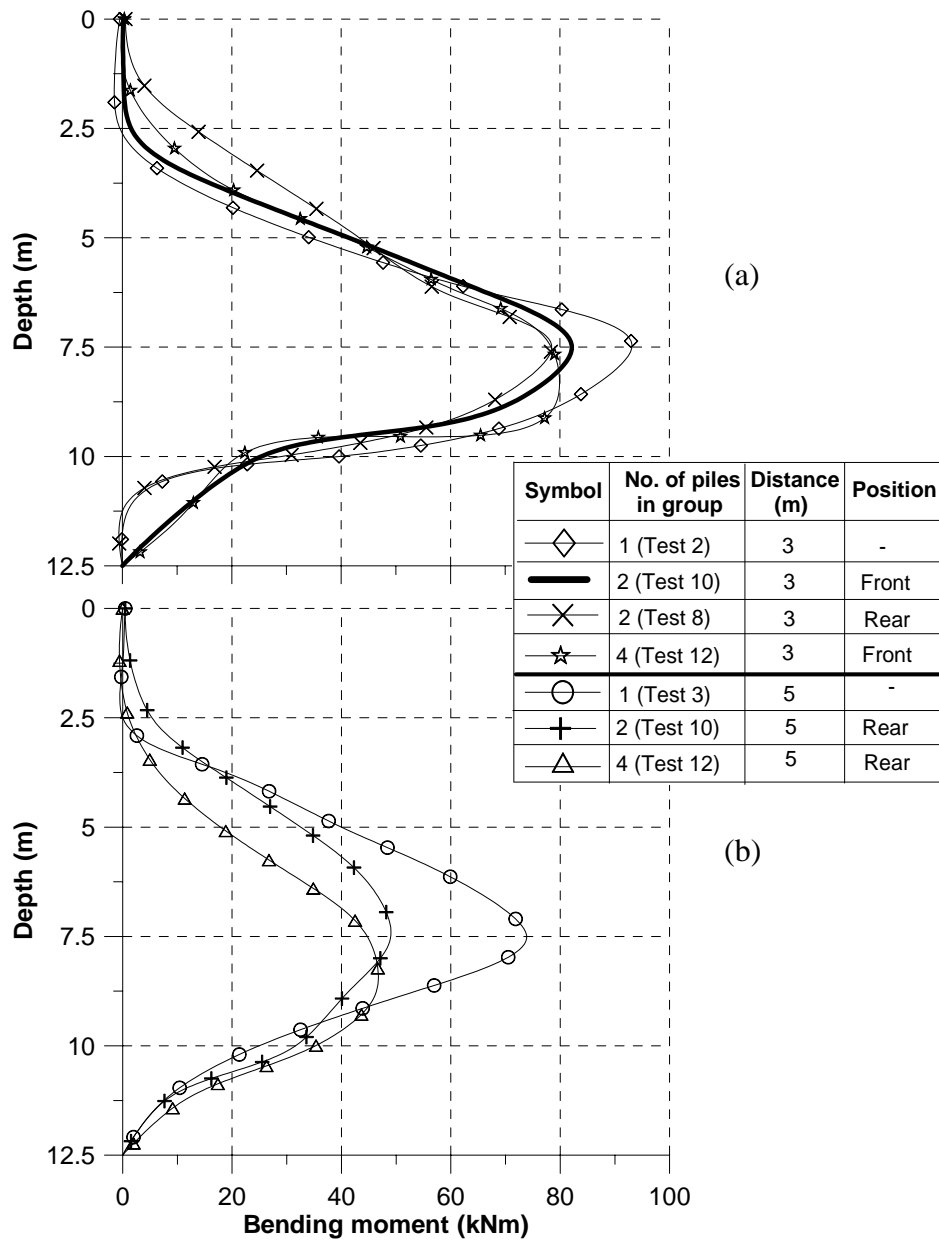 0
2.5
5
7.5
10
12.5
Depth (m)
(a)
Symbol No. of piles in group Distance (m) Position
1 (Test 2) 3 -
2 (Test 10) 3 Front
2 (Test 8) 3 Rear
4 (Test 12) 3 Front
1 (Test 3) 5 -
2 (Test 10) 5 Rear
4 (Test 12) 5 Rear
0
2.5
5
7.5
10
12.5
Depth (m)
(b)
0 20 40 60 80 100
Bending moment (kNm)